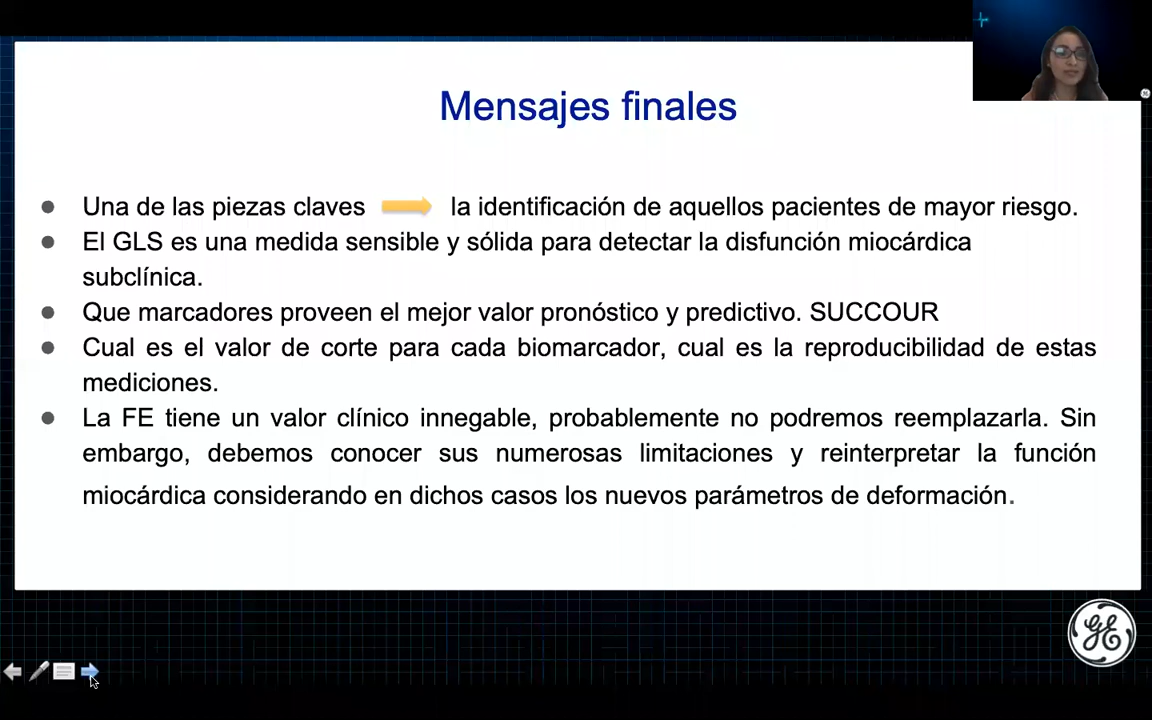 Mensajes finales
● Una de las piezas claves la identificación de aquellos pacientes de mayor riesgo.
● El GLS es una medida sensible y sólida para detectar la disfunción miocárdica
subclínica.
● Que marcadores proveen el mejor valor pronóstico y predictivo. SUCCOUR
● Cual es el valor de corte para cada biomarcador, cual es la reproducibilidad de estas
mediciones.
● La FE tiene un valor clínico innegable, probablemente no podremos reemplazarla. Sin
embargo, debemos conocer sus numerosas limitaciones y reinterpretar la función
miocárdica considerando en dichos casos los nuevos parámetros de deformación.
GE